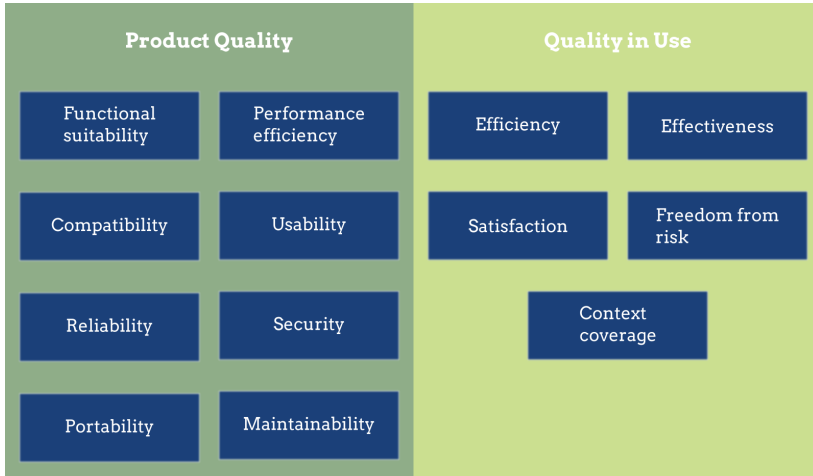 Product Quality
Functional
suitability
Performance
efficiency
Compatibility
Usability
Reliability
Security
Portability
Maintainability
Quality in Use
Efficiency
Effectiveness
Satisfaction
Freedom from
risk
Context
coverage